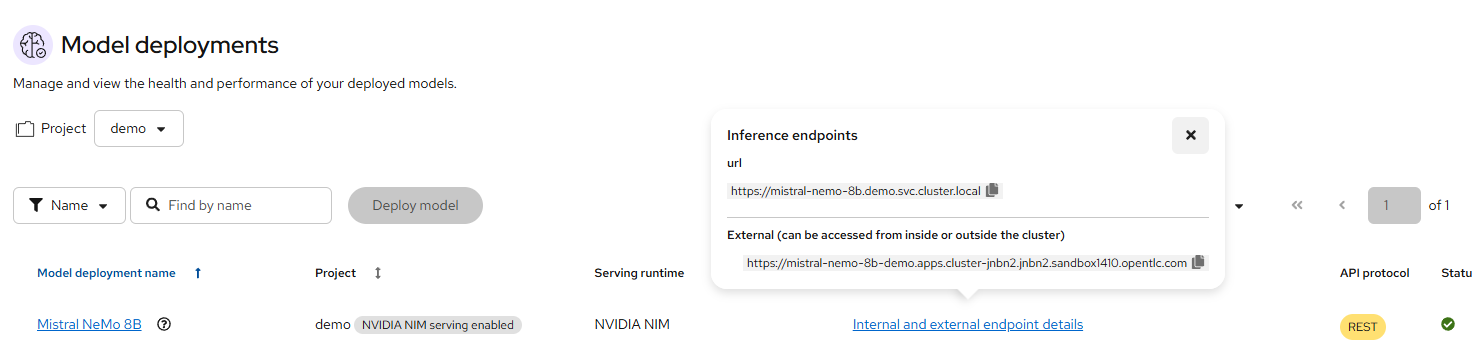 Model deployments
Manage and view the health and performance of your deployed models.
Project demo
Inference endpoints
url
https://mistral-nemo-8b.demo.svc.cluster.local
External (can be accessed from inside or outside the cluster)
https://mistral-nemo-8b-demo.apps.cluster-jnbn2.jnbn2.sandbox1410.opentlc.com
Name Find by name Deploy model 1 of 1
Model deployment name Project Serving runtime API protocol Statu
Mistral NeMo 8B demo NVIDIA NIM serving enabled NVIDIA NIM Internal and external endpoint details REST